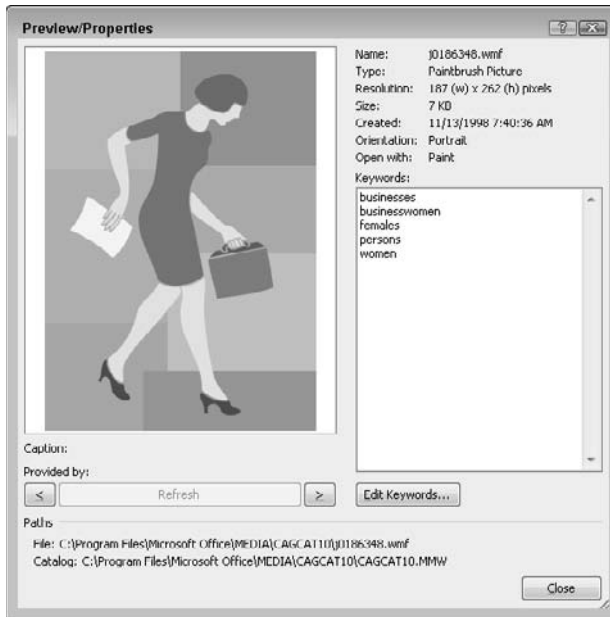 Preview/Properties
Name: j0186348.wmf
Type: Paintbrush Picture
Resolution: 187 (w) x 262 (h) pixels
Size: 7 KB
Created: 11/13/1998 7:40:36 AM
Orientation: Portrait
Open with: Paint
Keywords:
businesses
businesswomen
females
persons
women
Caption:
Provided by:
< Refresh >
Edit Keywords...
Paths
File: C:\Program Files\Microsoft Office\MEDIA\CAGCAT10\j0186348.wmf
Catalog: C:\Program Files\Microsoft Office\MEDIA\CAGCAT10\CAGCAT10.MMW
Close